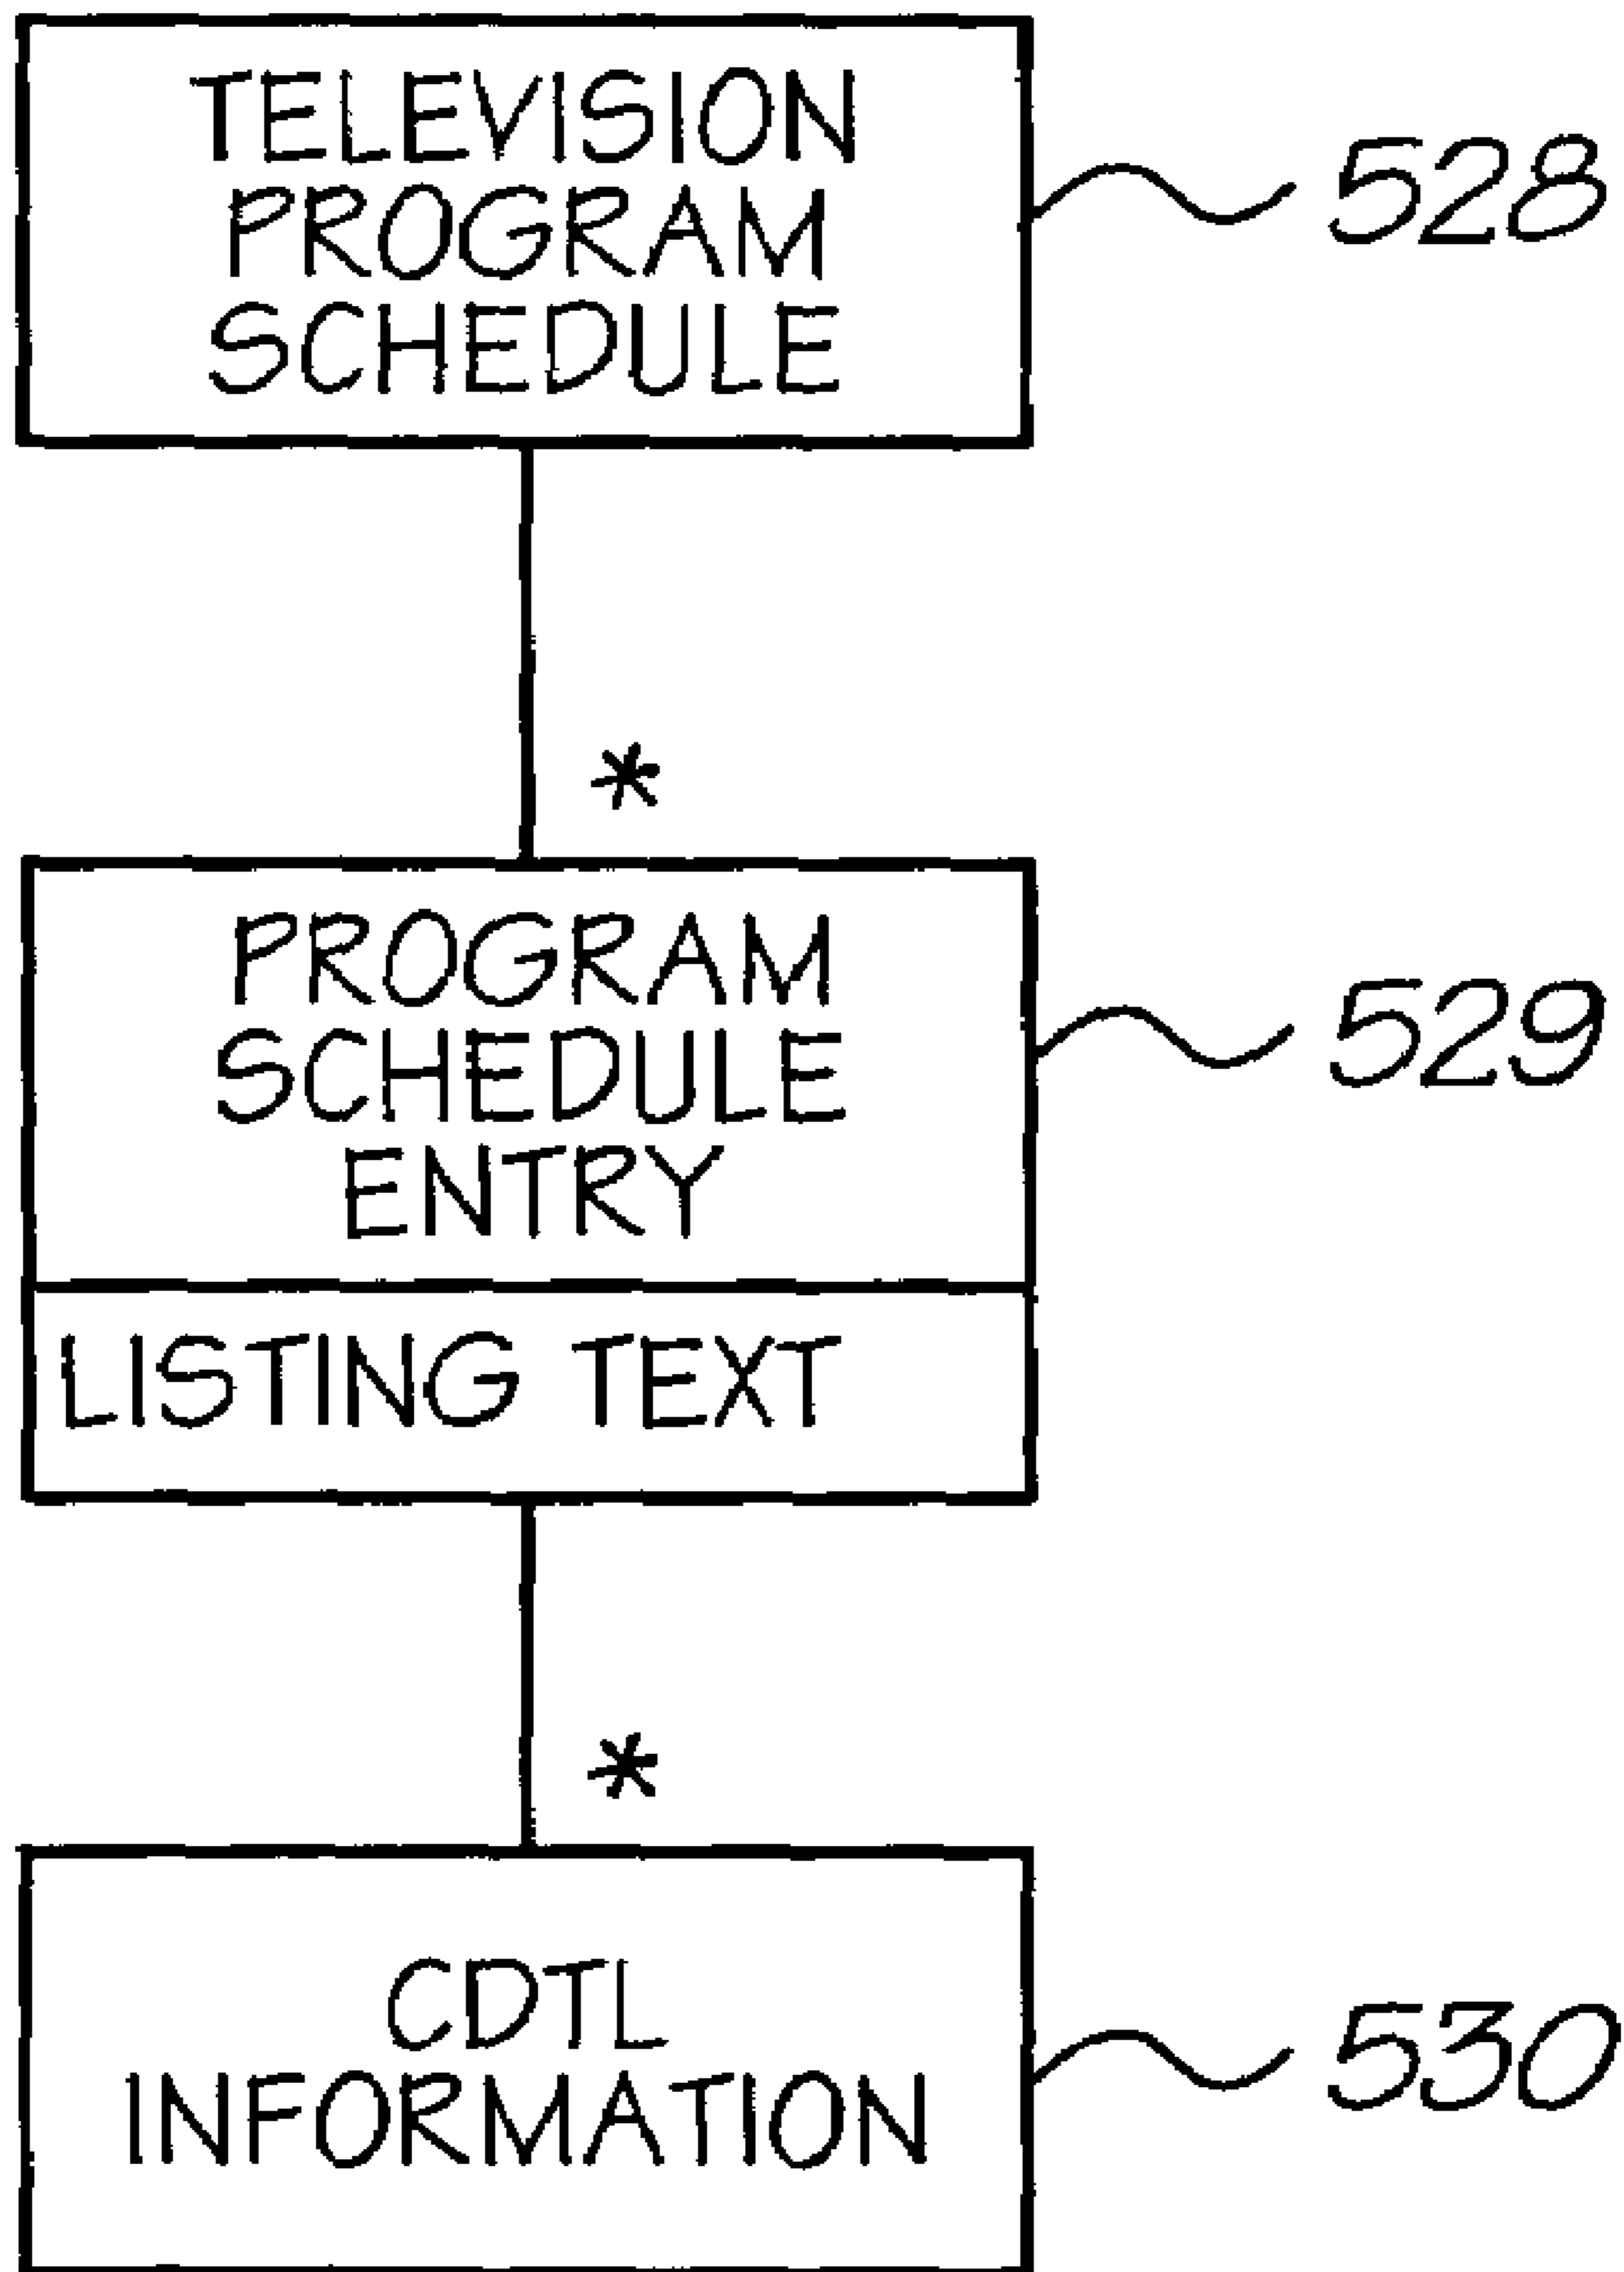 TELEVISION
PROGRAM
SCHEDULE
528
*
PROGRAM
SCHEDULE
ENTRY
529
LISTING TEXT
*
CDTL
INFORMATION
530